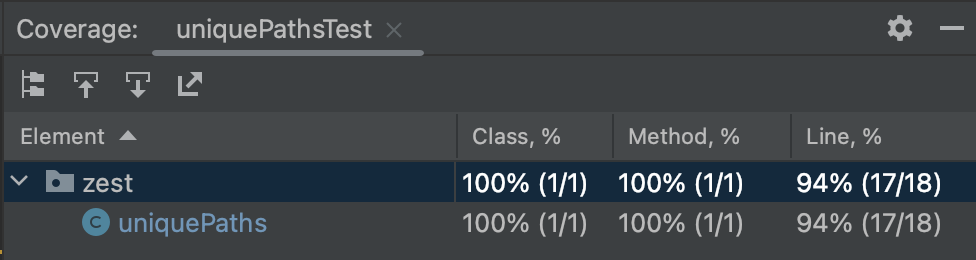 Coverage: uniquePathsTest
Element Class, % Method, % Line, %
zest 100% (1/1) 100% (1/1) 94% (17/18)
C uniquePaths 100% (1/1) 100% (1/1) 94% (17/18)